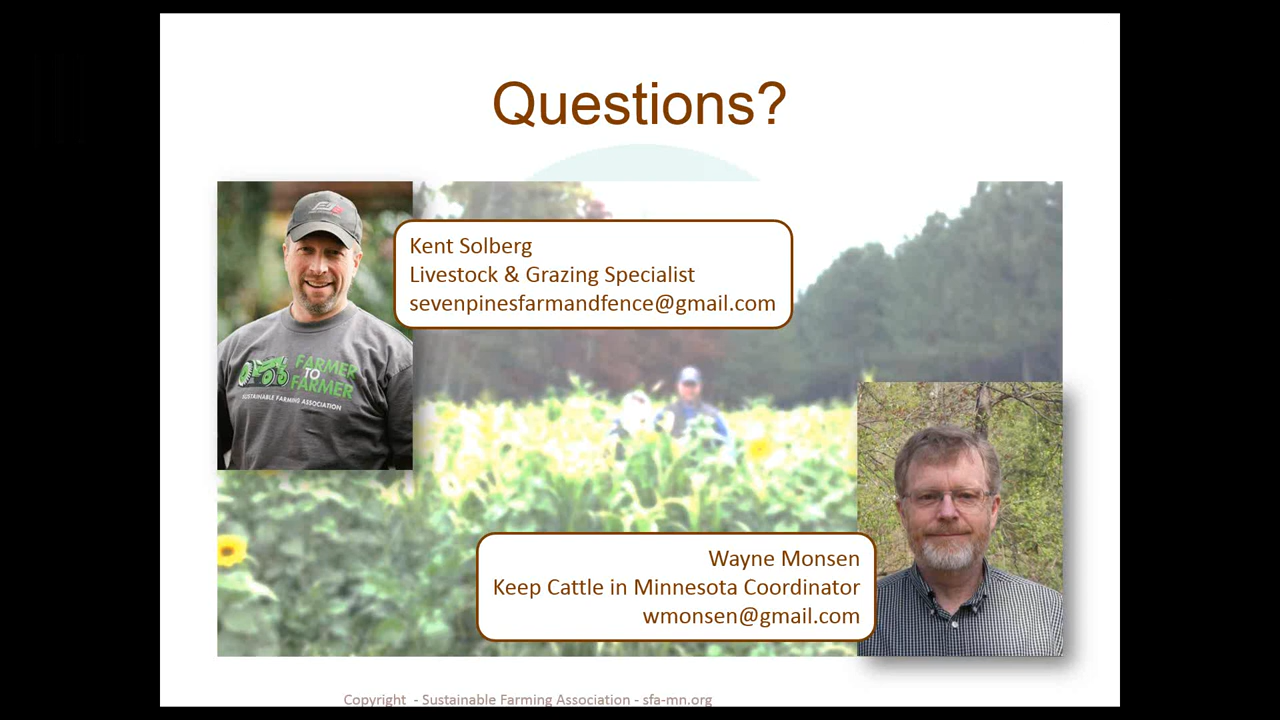 Questions?
Kent Solberg
Livestock & Grazing Specialist
sevenpinesfarmandfence@gmail.com
FARMER
TO
FARMER
SUSTAINABLE FARMING ASSOCIATION
Wayne Monsen
Keep Cattle in Minnesota Coordinator
wmonsen@gmail.com
Copyright - Sustainable Farming Association - sfa-mn.org